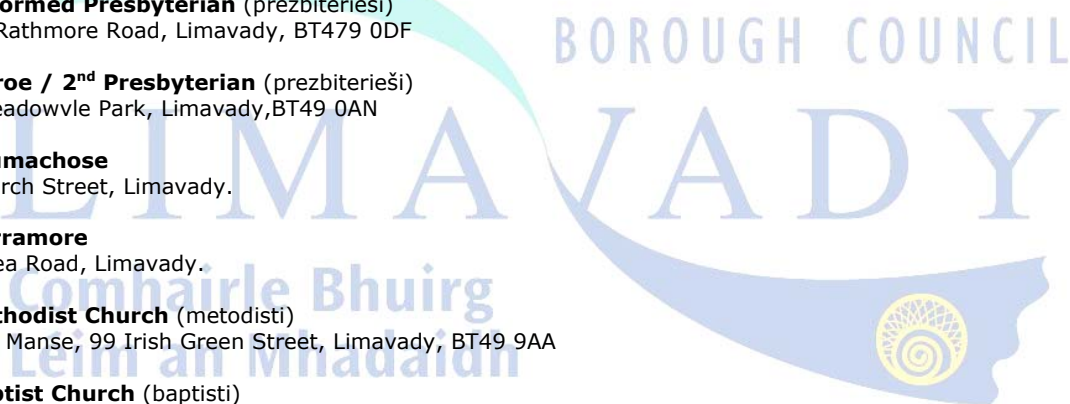 ormed Presbyterian (prezbiterieši)
Rathmore Road, Limavady, BT479 0DF
BOROUGH COUNCIL
roe / 2nd Presbyterian (prezbiterieši)
eadowvle Park, Limavady,BT49 0AN
LIMAVADY
umachose
rch Street, Limavady.
rramore
ea Road, Limavady.
Comhairle Bhuirg
thodist Church (metodisti)
Manse, 99 Irish Green Street, Limavady, BT49 9AA
Léim an Mhadaidh
ptist Church (baptisti)